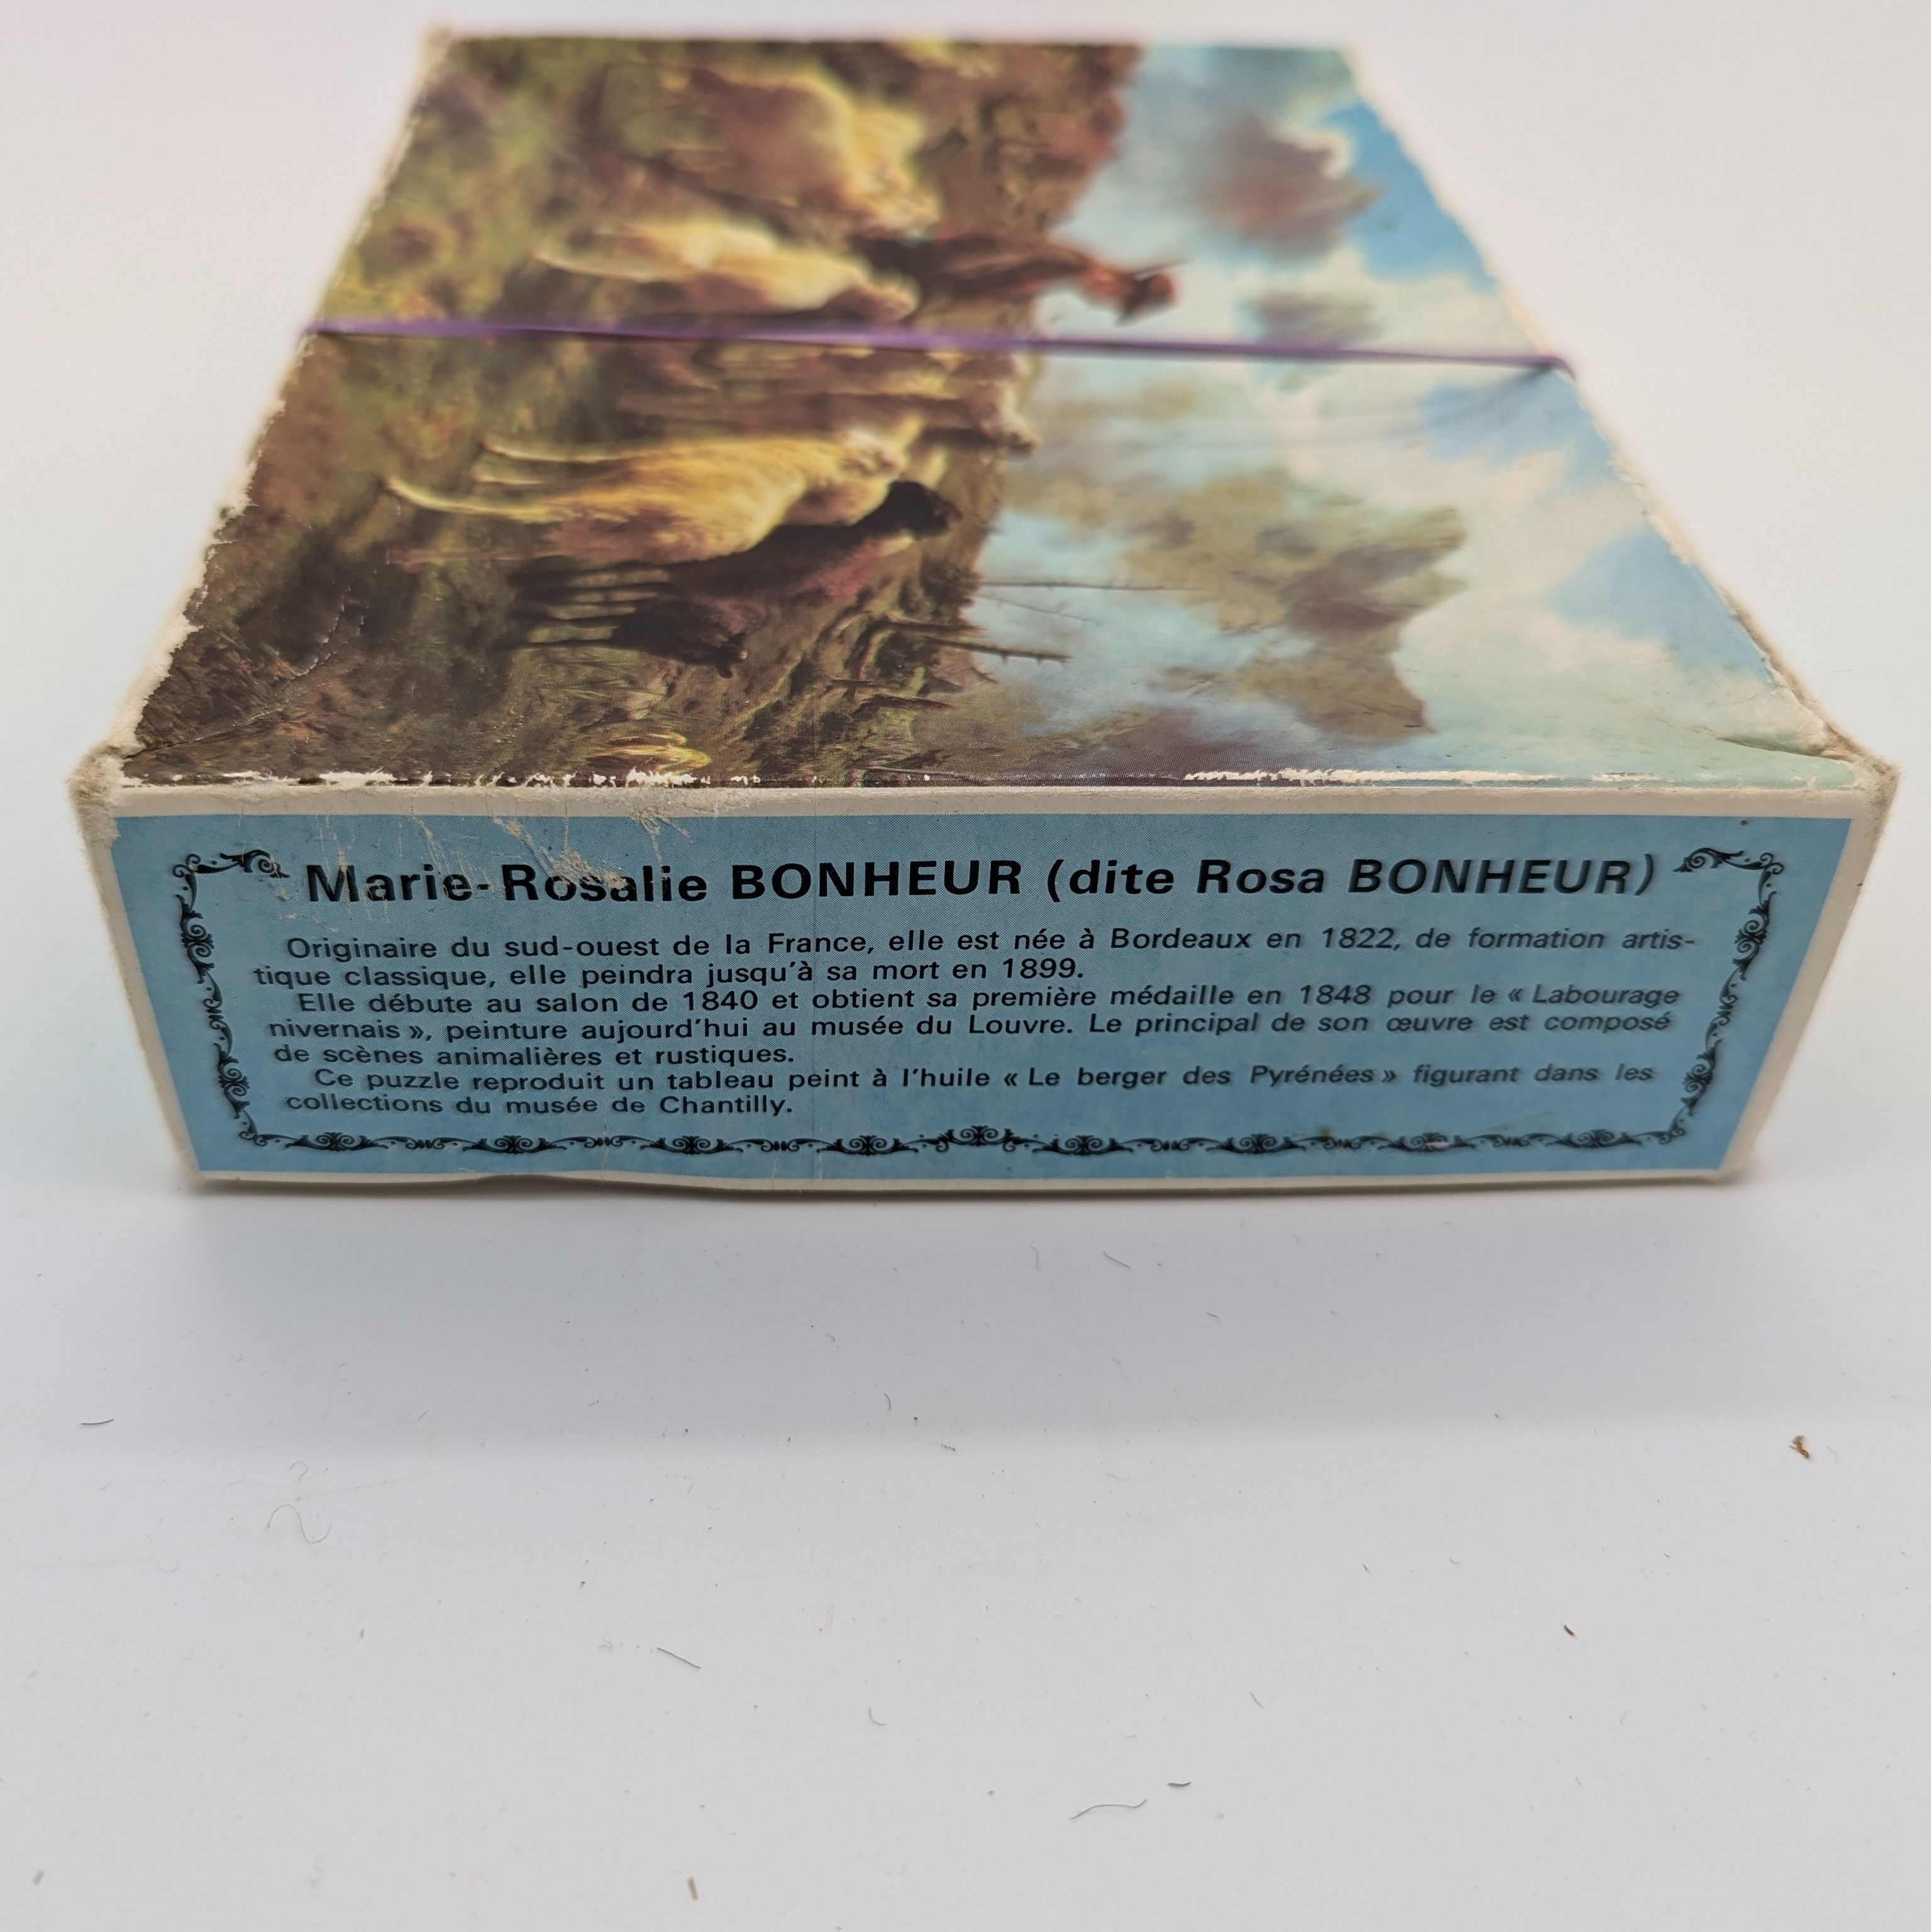 Marie-Rosalie BONHEUR (dite Rosa BONHEUR)
Originaire du sud-ouest de la France, elle est née à Bordeaux en 1822, de formation artis-
tique classique, elle peindra jusqu'à sa mort en 1899.
Elle débute au salon de 1840 et obtient sa première médaille en 1848 pour le « Labourage
nivernais », peinture aujourd'hui au musée du Louvre. Le principal de son œuvre est composé
de scènes animalières et rustiques.
Ce puzzle reproduit un tableau peint à l'huile « Le berger des Pyrénées » figurant dans les
collections du musée de Chantilly.